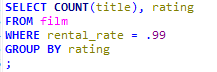 SELECT COUNT(title), rating
FROM film
WHERE rental_rate = .99
GROUP BY rating
;